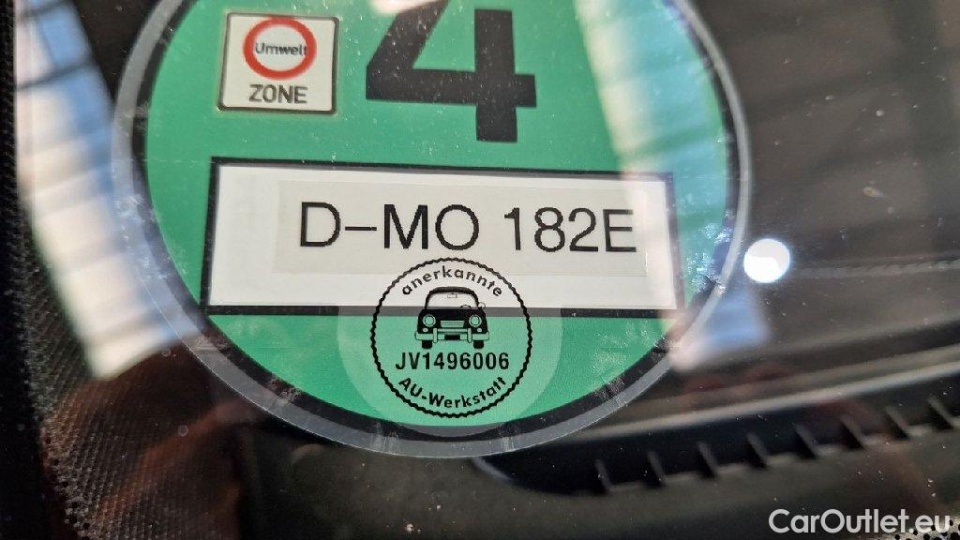 4
Umwelt
ZONE
D-MO 182E
anerkannte
JV1496006
AU-Werkstatt
CarOutlet.eu